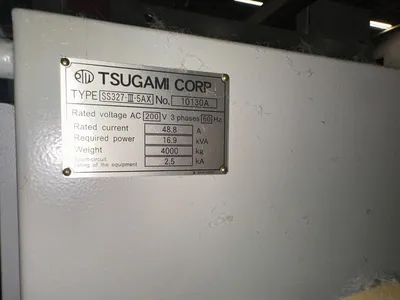 TSUGAMI CORP.
TYPE SS327-III-5AX No. 10130A
Rated voltage AC 200 V 3 phases 60 Hz
Rated current 48.8 A
Required power 16.9 kVA
Weight 4000 kg
Short-circuit 2.5 kA
rating of the equipment